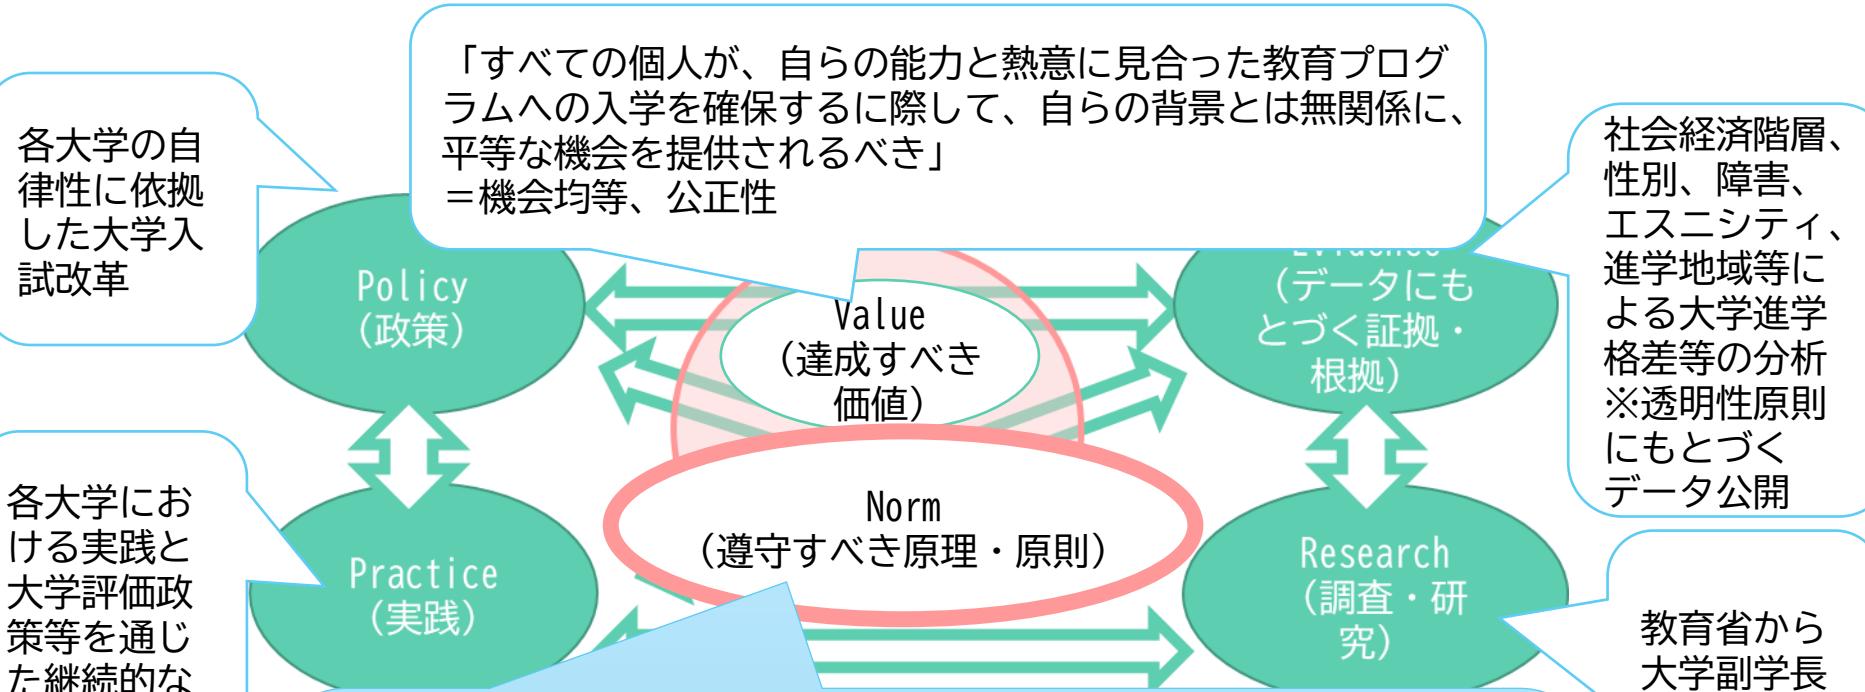 「すべての個人が、自らの能力と熱意に見合った教育プログ
ラムへの入学を確保するに際して、自らの背景とは無関係に、
平等な機会を提供されるべき」
＝機会均等、公正性
各大学の自
律性に依拠
した大学入
試改革
社会経済階層、
性別、障害、
エスニシティ、
進学地域等に
よる大学進学
格差等の分析
※透明性原則
にもとづく
データ公開
Policy
（政策）
Value
（達成すべき
価値）
（データにも
とづく証拠・
根拠）
Norm
（遵守すべき原理・原則）
各大学にお
ける実践と
大学評価政
策等を通じ
た継続的な
Practice
（実践）
Research
（調査・研
究）
教育省から
大学副学長